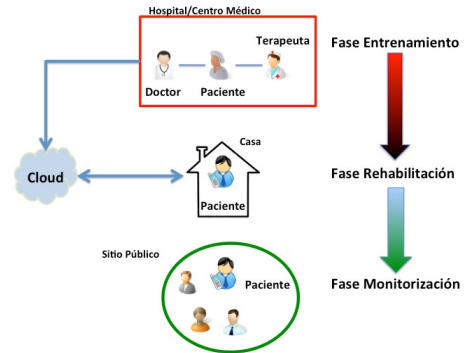 Hospital/Centro Médico
Terapeuta
Fase Entrenamiento
Doctor
Paciente
Casa
Cloud
Fase Rehabilitación
Paciente
Sitio Público
Paciente
Fase Monitorización